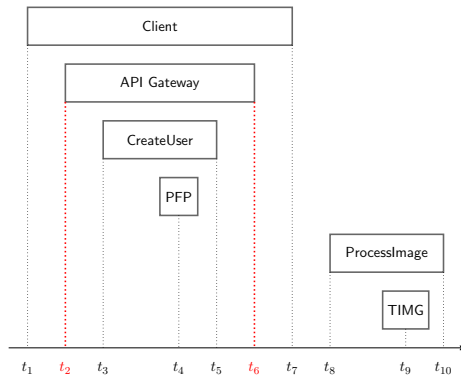 Client
API Gateway
CreateUser
PFP
ProcessImage
TIMG
t₁ t₂ t₃ t₄ t₅ t₆ t₇ t₈ t₉ t₁₀